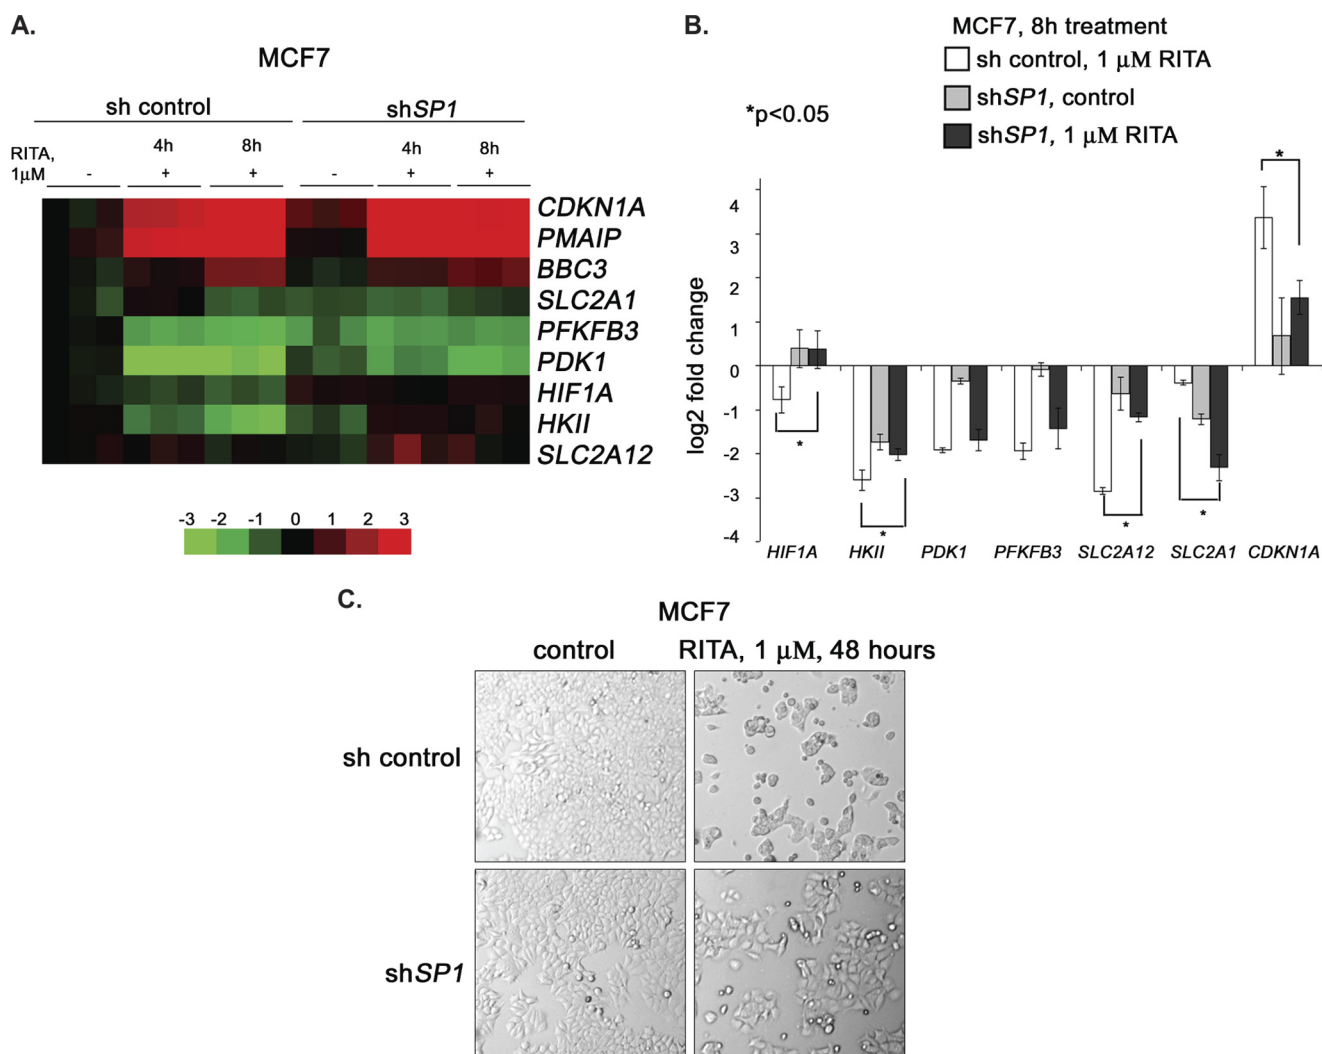 A.
MCF7
sh control shSP1
RITA, 1μM
4h 8h 4h 8h
- + + - + +
CDKN1A
PMAIP
BBC3
SLC2A1
PFKFB3
PDK1
HIF1A
HKII
SLC2A12
-3 -2 -1 0 1 2 3
B.
MCF7, 8h treatment
sh control, 1 μM RITA
shSP1, control
shSP1, 1 μM RITA
*p<0.05
log2 fold change
4
3
2
1
0
-1
-2
-3
-4
* * * * *
HIF1A HKII PDK1 PFKFB3 SLC2A12 SLC2A1 CDKN1A
C.
MCF7
control RITA, 1 μM, 48 hours
sh control
shSP1